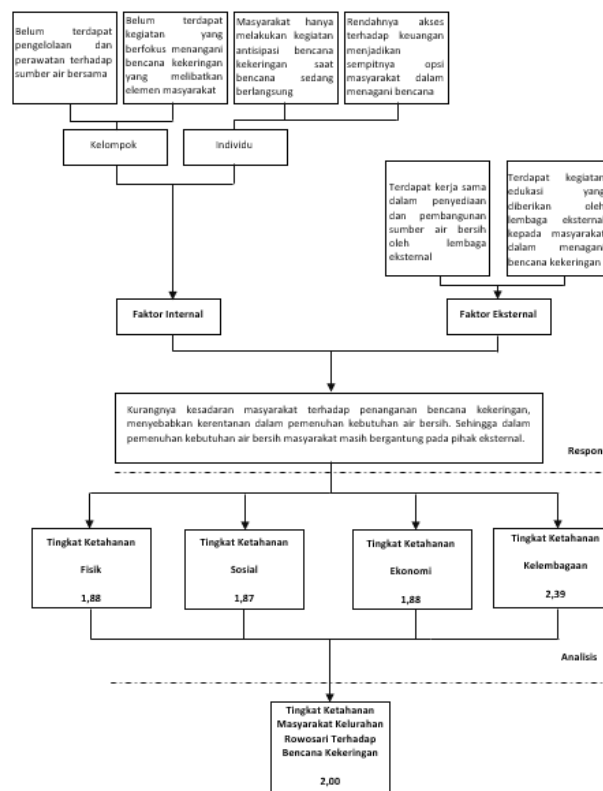 Belum terdapat
pengelolaan dan
perawatan terhadap
sumber air bersama
Belum terdapat
kegiatan yang
berfokus menangani
bencana kekeringan
yang melibatkan
elemen masyarakat
Masyarakat hanya
melakukan kegiatan
antisipasi bencana
kekeringan saat
bencana sedang
berlangsung
Rendahnya akses
terhadap keuangan
menjadikan
sempitnya opsi
masyarakat dalam
menagani bencana
Kelompok
Individu
Terdapat kerja sama
dalam penyediaan
dan pembangunan
sumber air bersih
oleh lembaga
eksternal
Terdapat kegiatan
edukasi yang
diberikan oleh
lembaga eksternal
kepada masyarakat
dalam menagani
bencana kekeringan
Faktor Internal
Faktor Eksternal
Kurangnya kesadaran masyarakat terhadap penanganan bencana kekeringan,
menyebabkan kerentanan dalam pemenuhan kebutuhan air bersih. Sehingga dalam
pemenuhan kebutuhan air bersih masyarakat masih bergantung pada pihak eksternal.
Respon
Tingkat Ketahanan
Fisik
1,88
Tingkat Ketahanan
Sosial
1,87
Tingkat Ketahanan
Ekonomi
1,88
Tingkat Ketahanan
Kelembagaan
2,39
Analisis
Tingkat Ketahanan
Masyarakat Kelurahan
Rowosari Terhadap
Bencana Kekeringan
2,00